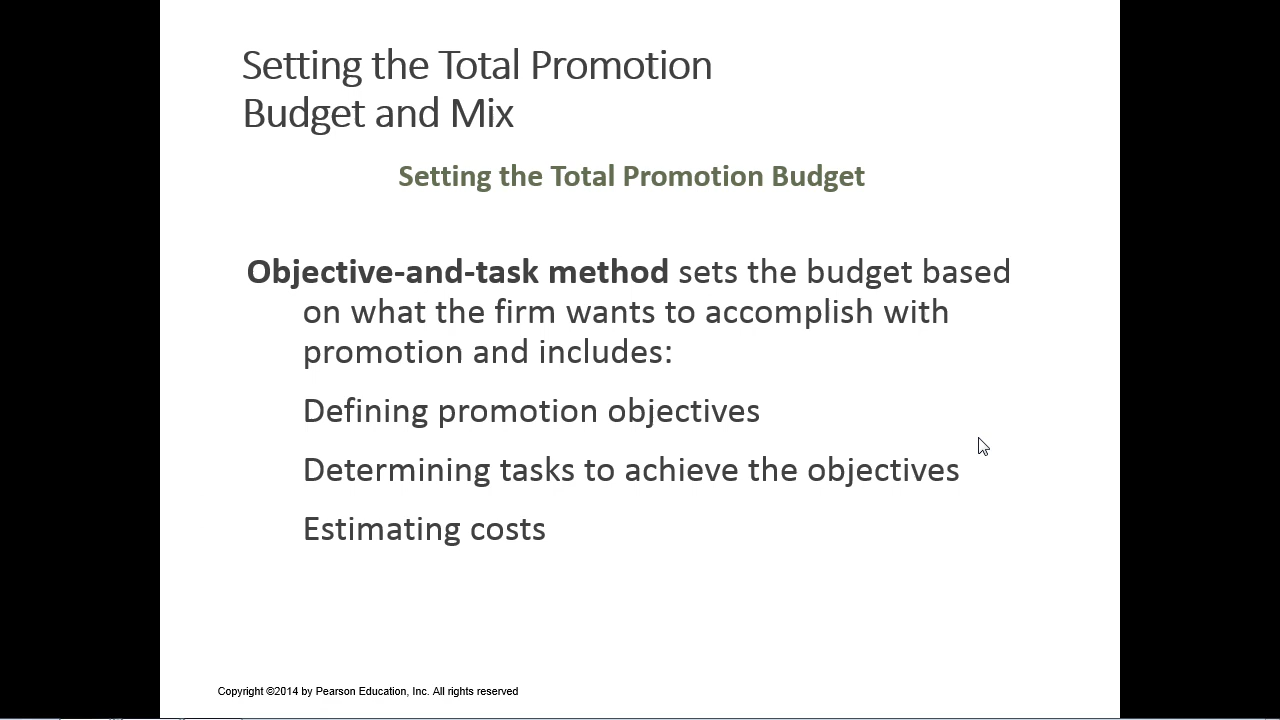 Setting the Total Promotion
Budget and Mix
Setting the Total Promotion Budget
Objective-and-task method sets the budget based
on what the firm wants to accomplish with
promotion and includes:
Defining promotion objectives
Determining tasks to achieve the objectives
Estimating costs
Copyright ©2014 by Pearson Education, Inc. All rights reserved